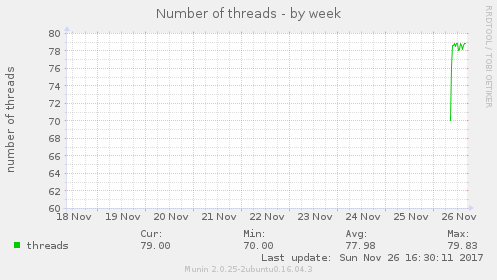 Number of threads - by week
RRDTOOL / TOBI OETIKER
number of threads
80
78
76
74
72
70
68
66
64
62
60
18 Nov 19 Nov 20 Nov 21 Nov 22 Nov 23 Nov 24 Nov 25 Nov 26 Nov
Cur: Min: Avg: Max:
threads 79.00 70.00 77.98 79.83
Last update: Sun Nov 26 16:30:11 2017
Munin 2.0.25-2ubuntu0.16.04.3